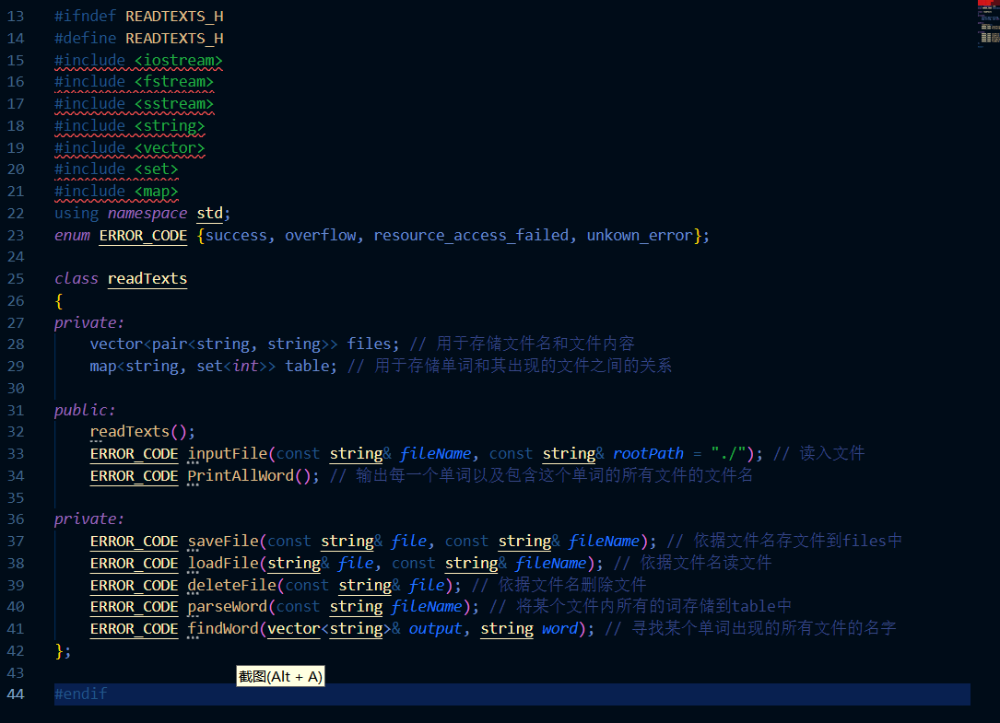 13 #ifndef READTEXTS_H
14 #define READTEXTS_H
15 #include <iostream>
16 #include <fstream>
17 #include <sstream>
18 #include <string>
19 #include <vector>
20 #include <set>
21 #include <map>
22 using namespace std;
23 enum ERROR_CODE {success, overflow, resource_access_failed, unkown_error};
24
25 class readTexts
26 {
27 private:
28     vector<pair<string, string>> files; // 用于存储文件名和文件内容
29     map<string, set<int>> table; // 用于存储单词和其出现的文件之间的关系
30
31 public:
32     readTexts();
33     ERROR_CODE inputFile(const string& fileName, const string& rootPath = "./"); // 读入文件
34     ERROR_CODE PrintAllWord(); // 输出每一个单词以及包含这个单词的所有文件的文件名
35
36 private:
37     ERROR_CODE saveFile(const string& file, const string& fileName); // 依据文件名存文件到files中
38     ERROR_CODE loadFile(string& file, const string& fileName); // 依据文件名读文件
39     ERROR_CODE deleteFile(const string& file); // 依据文件名删除文件
40     ERROR_CODE parseWord(const string fileName); // 将某个文件内所有的词存储到table中
41     ERROR_CODE findWord(vector<string>& output, string word); // 寻找某个单词出现的所有文件的名字
42 };
43
截图(Alt + A)
44 #endif